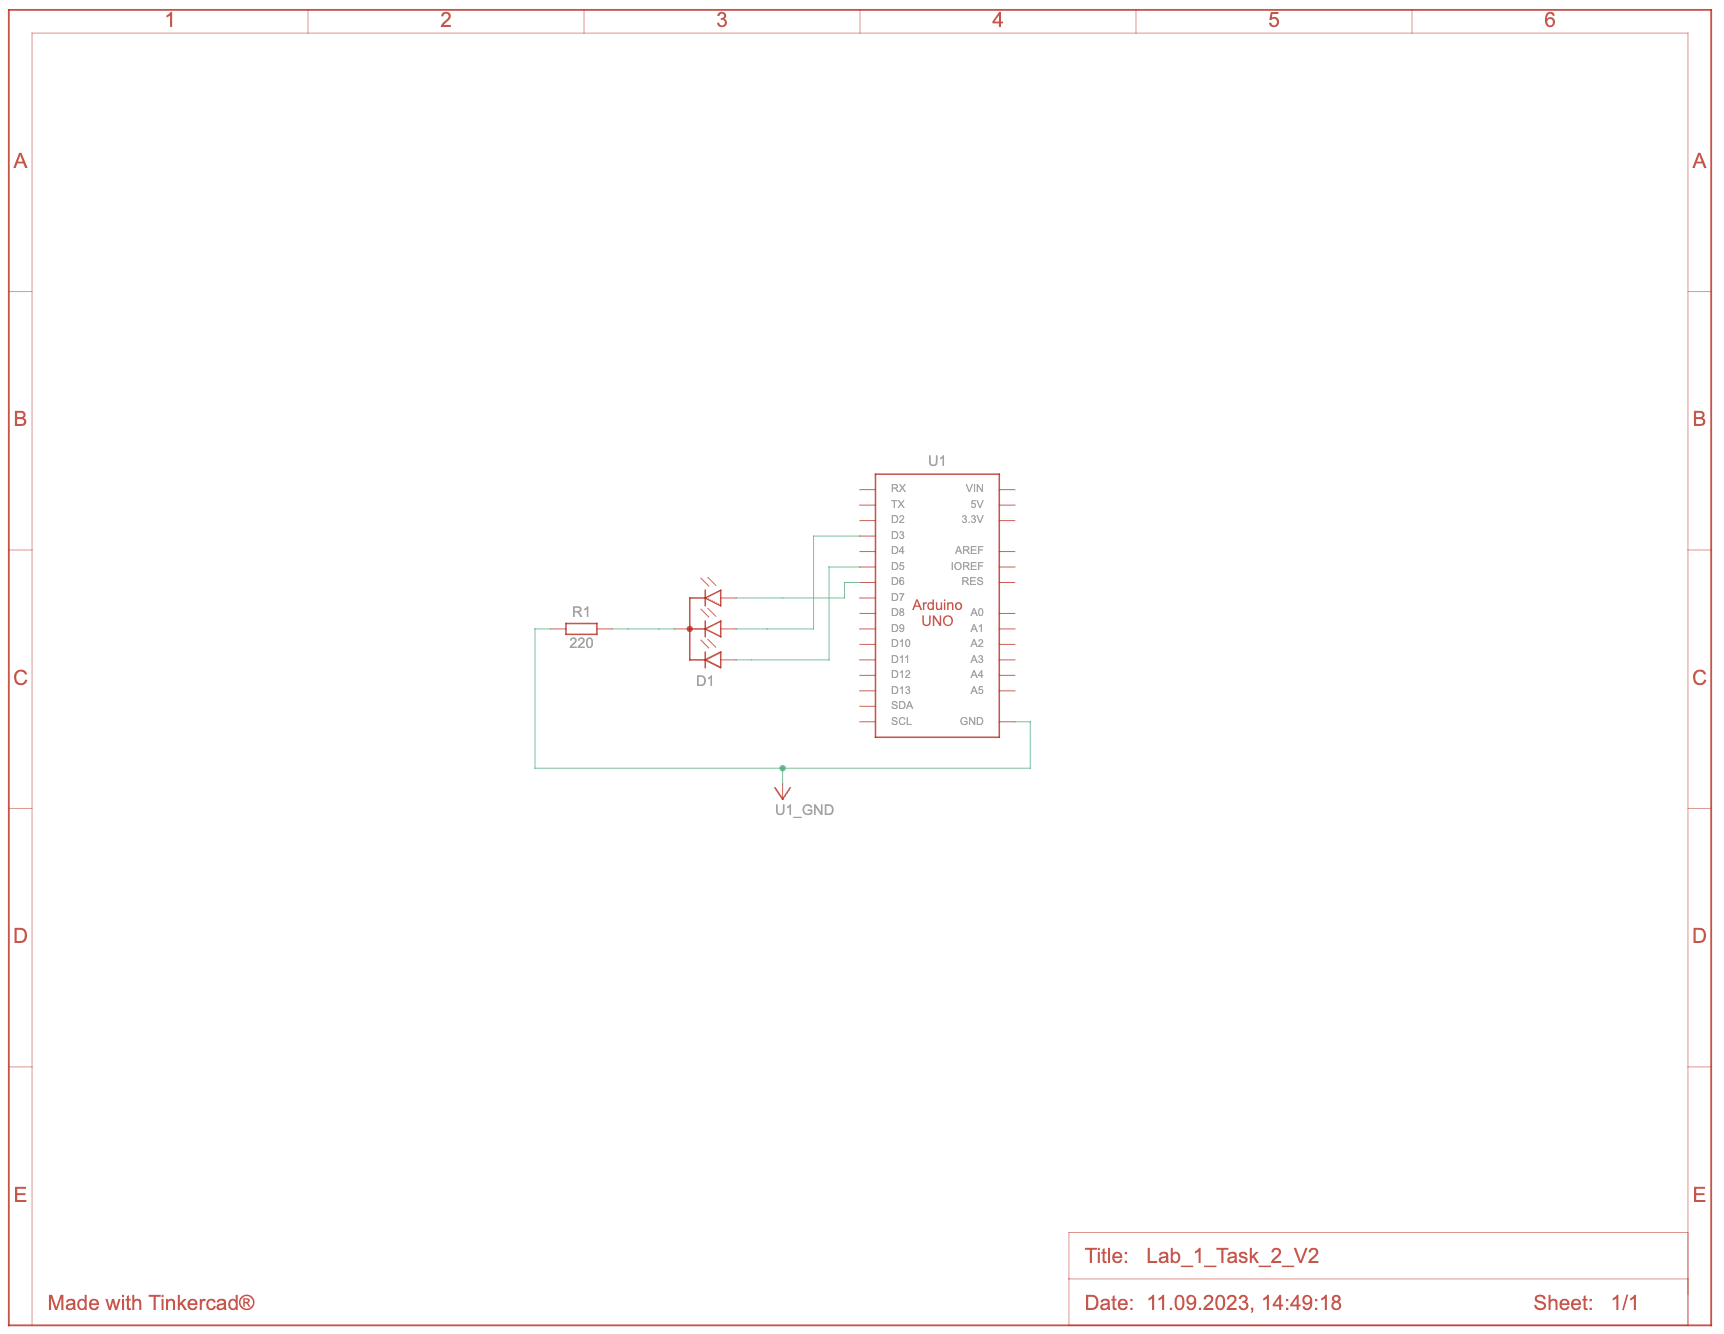 1 2 3 4 5 6
A A
B B
U1
RX VIN
TX 5V
D2 3.3V
D3
D4 AREF
D5 IOREF
D6 RES
D7
Arduino
UNO
D8 A0
D9 A1
D10 A2
D11 A3
D12 A4
D13 A5
SDA
SCL GND
R1
220
D1
C C
U1_GND
D D
E E
Title: Lab_1_Task_2_V2
Made with Tinkercad®
Date: 11.09.2023, 14:49:18 Sheet: 1/1